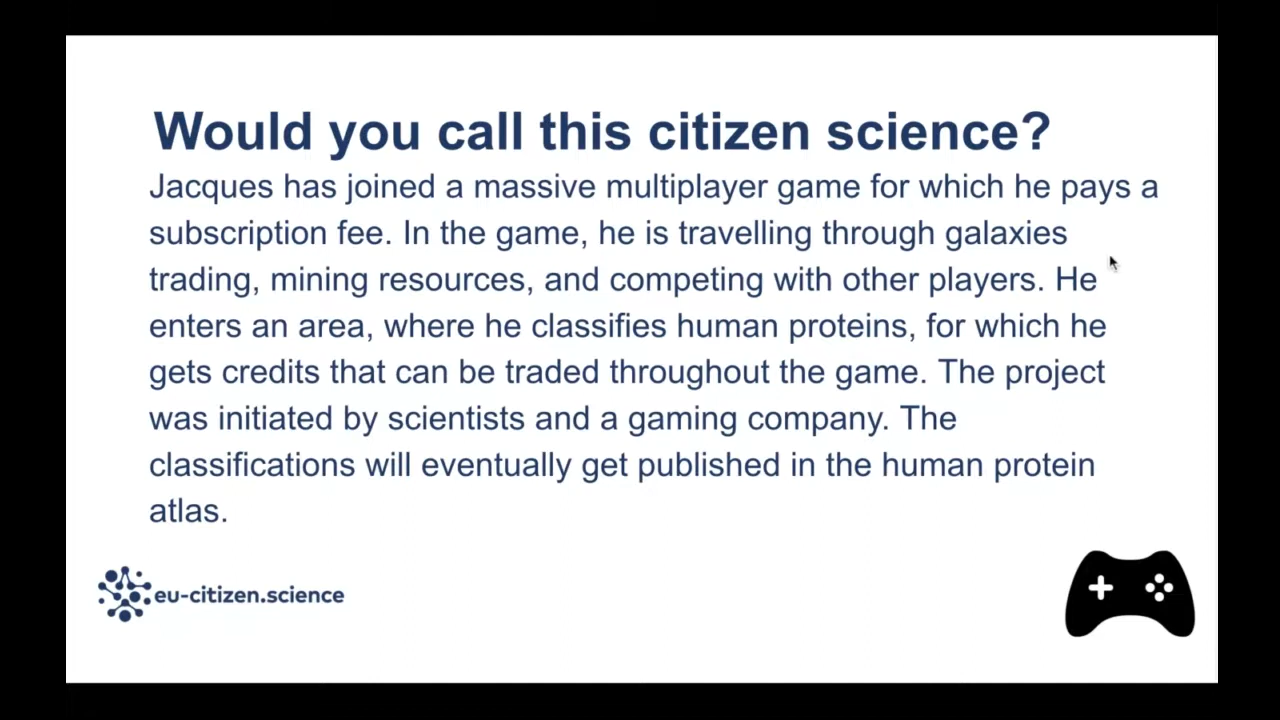 Would you call this citizen science?
Jacques has joined a massive multiplayer game for which he pays a
subscription fee. In the game, he is travelling through galaxies
trading, mining resources, and competing with other players. He
enters an area, where he classifies human proteins, for which he
gets credits that can be traded throughout the game. The project
was initiated by scientists and a gaming company. The
classifications will eventually get published in the human protein
atlas.
eu-citizen.science